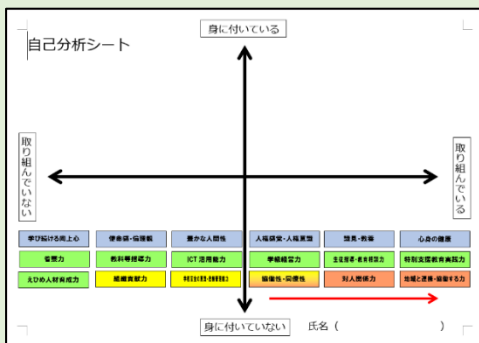 身に付いている
自己分析シート
取り組んでいない
取り組んでいる
学び続ける向上心 使命感・倫理観 豊かな人間性 人権感覚・人権意識 識見・教養 心身の健康
省察力 教科等指導力 ICT活用能力 学級経営力 生徒指導・教育相談力 特別支援教育実践力
えひめ人材育成力 組織貢献力 協働性・同僚性 対人関係力 地域と連携・協働する力
身に付いていない 氏名( )